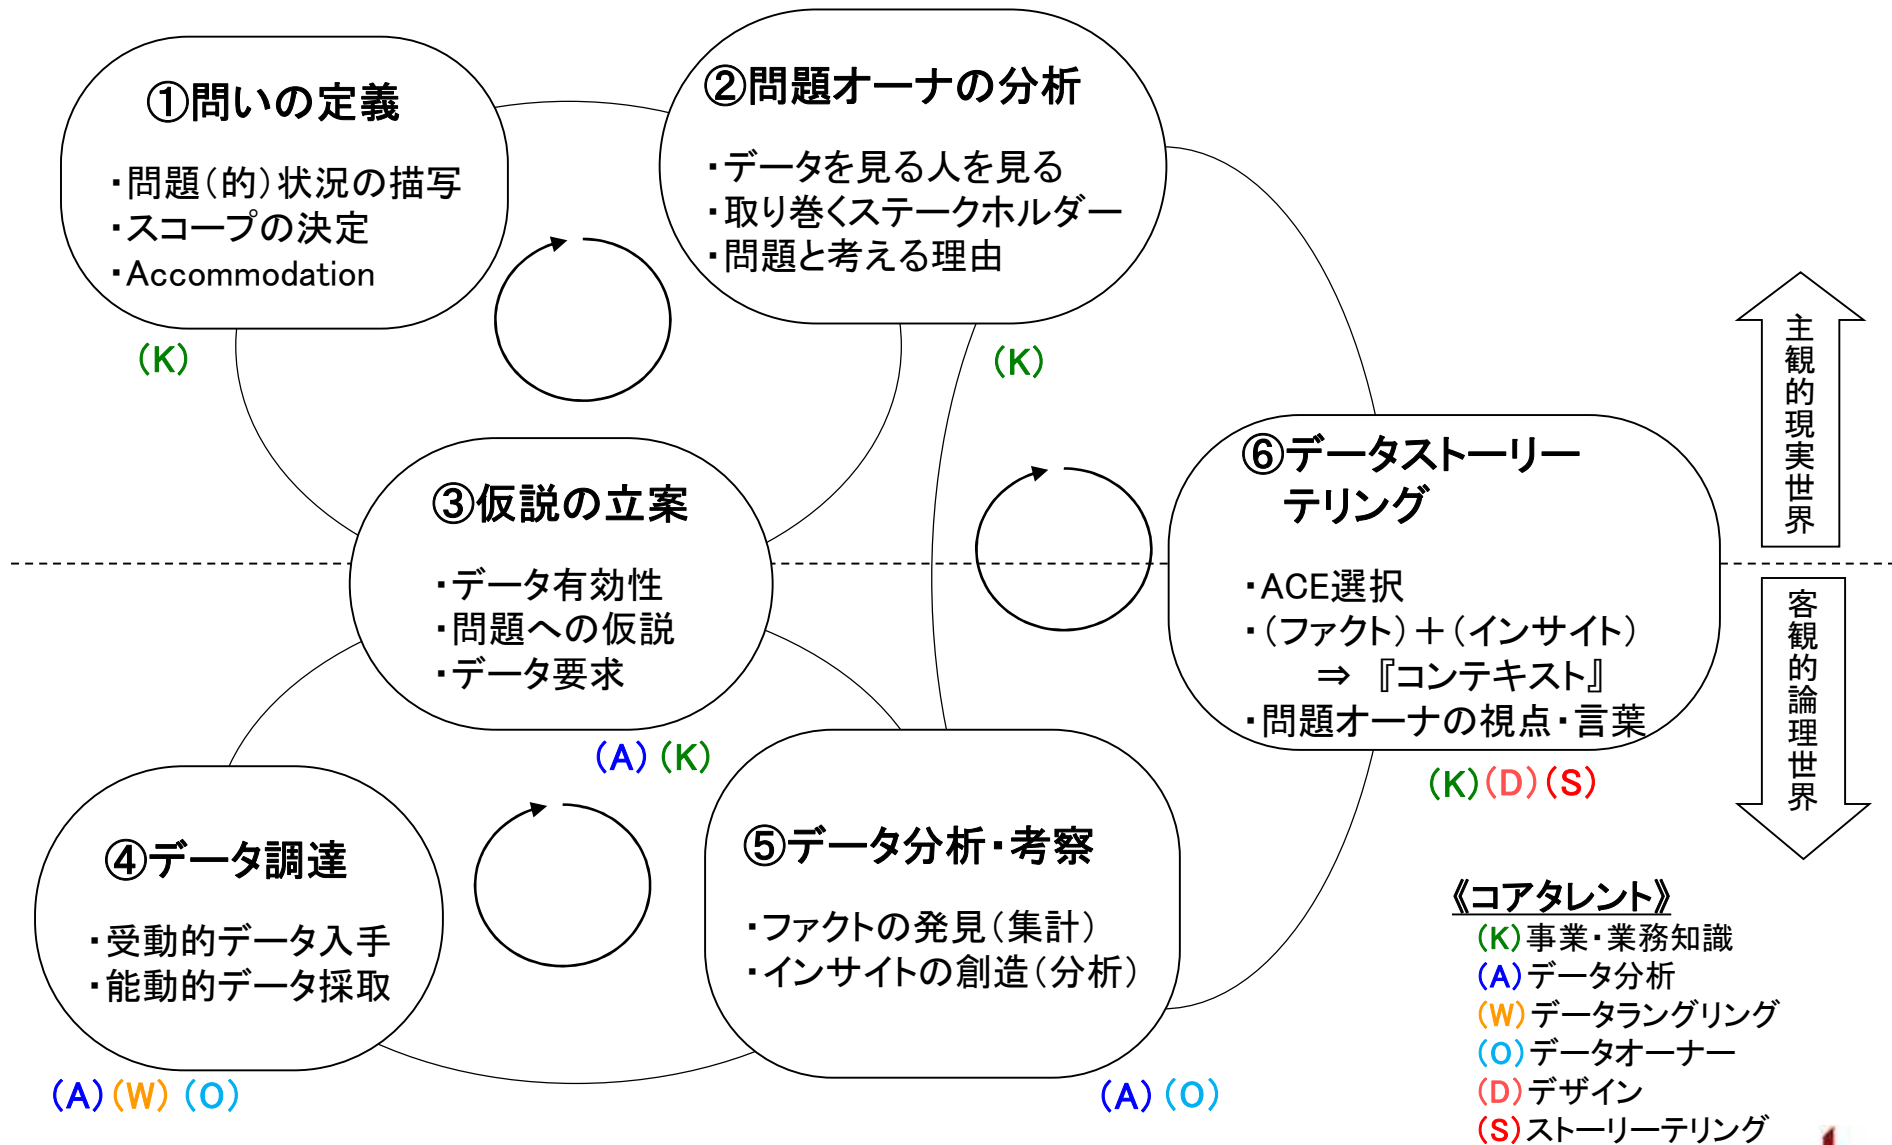 ①問いの定義
・問題(的)状況の描写
・スコープの決定
・Accommodation
(K)
②問題オーナの分析
・データを見る人を見る
・取り巻くステークホルダー
・問題と考える理由
(K)
③仮説の立案
・データ有効性
・問題への仮説
・データ要求
(A)(K)
④データ調達
・受動的データ入手
・能動的データ採取
(A)(W)(O)
⑤データ分析・考察
・ファクトの発見(集計)
・インサイトの創造(分析)
(A)(O)
⑥データストーリー
テリング
・ACE選択
・(ファクト)+(インサイト)
⇒『コンテキスト』
・問題オーナの視点・言葉
(K)(D)(S)
主観的現実世界
客観的論理世界
《コアタレント》
(K)事業・業務知識
(A)データ分析
(W)データラングリング
(O)データオーナー
(D)デザイン
(S)ストーリーテリング